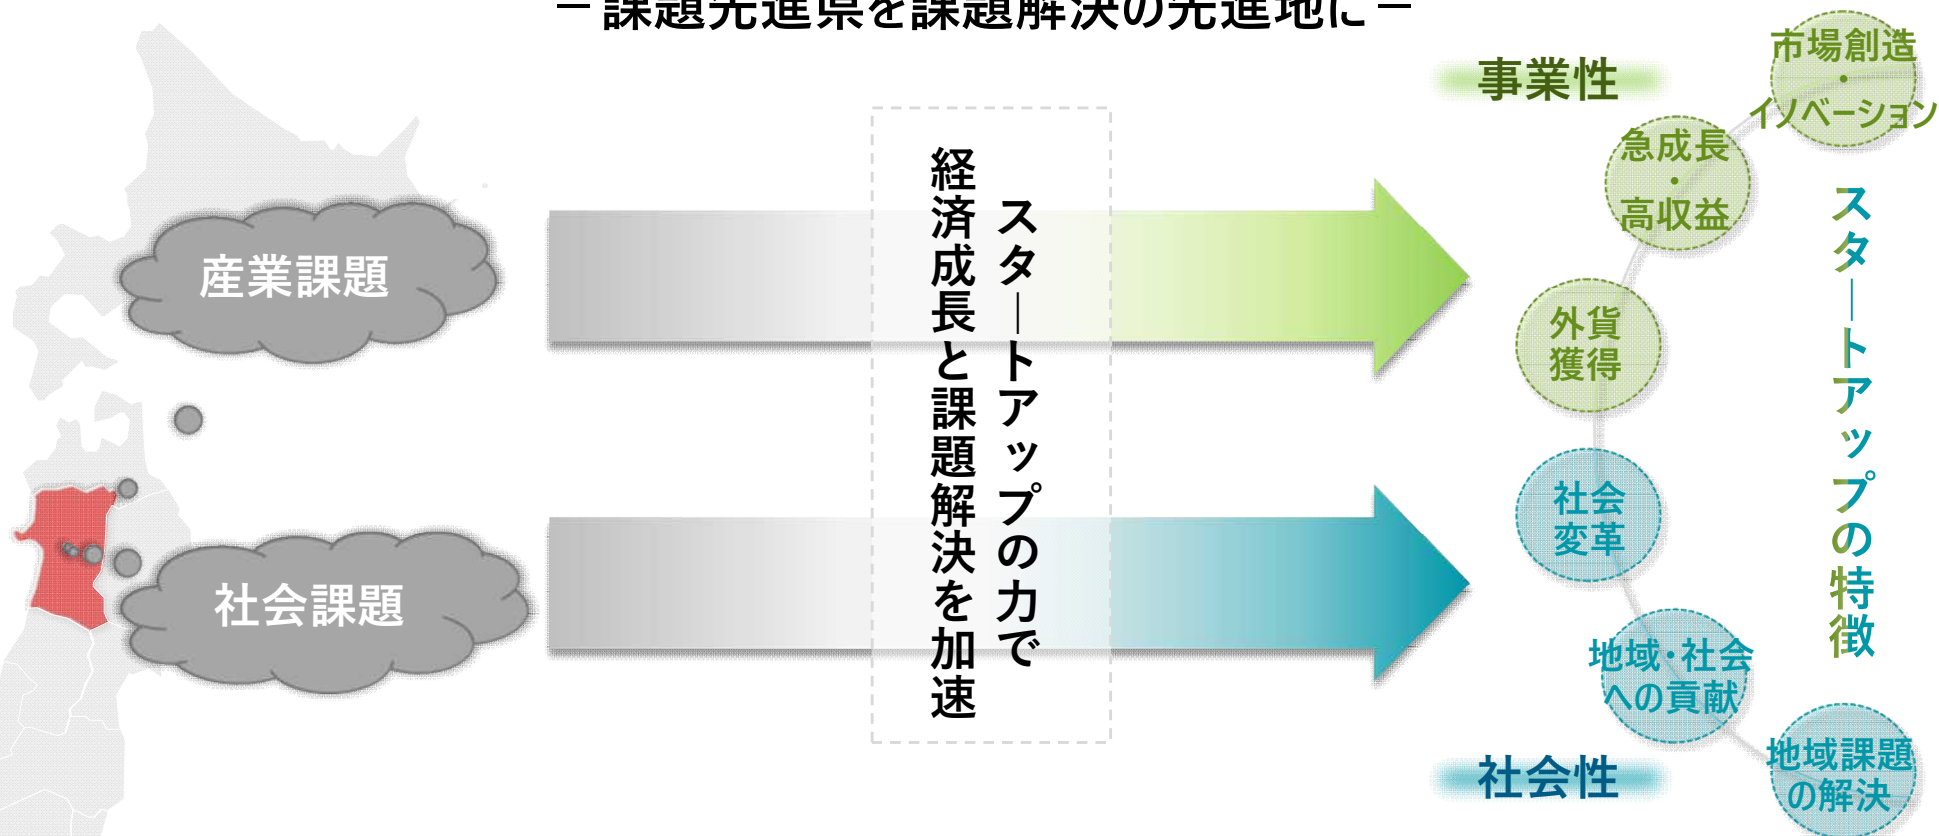 －課題先進県を課題解決の先進地に－
事業性
市場創造
・
イノベーション
急成長
・
高収益
外貨
獲得
産業課題
スタートアップの力で
経済成長と課題解決を加速
スタートアップの特徴
社会
変革
社会課題
地域・社会
への貢献
地域課題
の解決
社会性